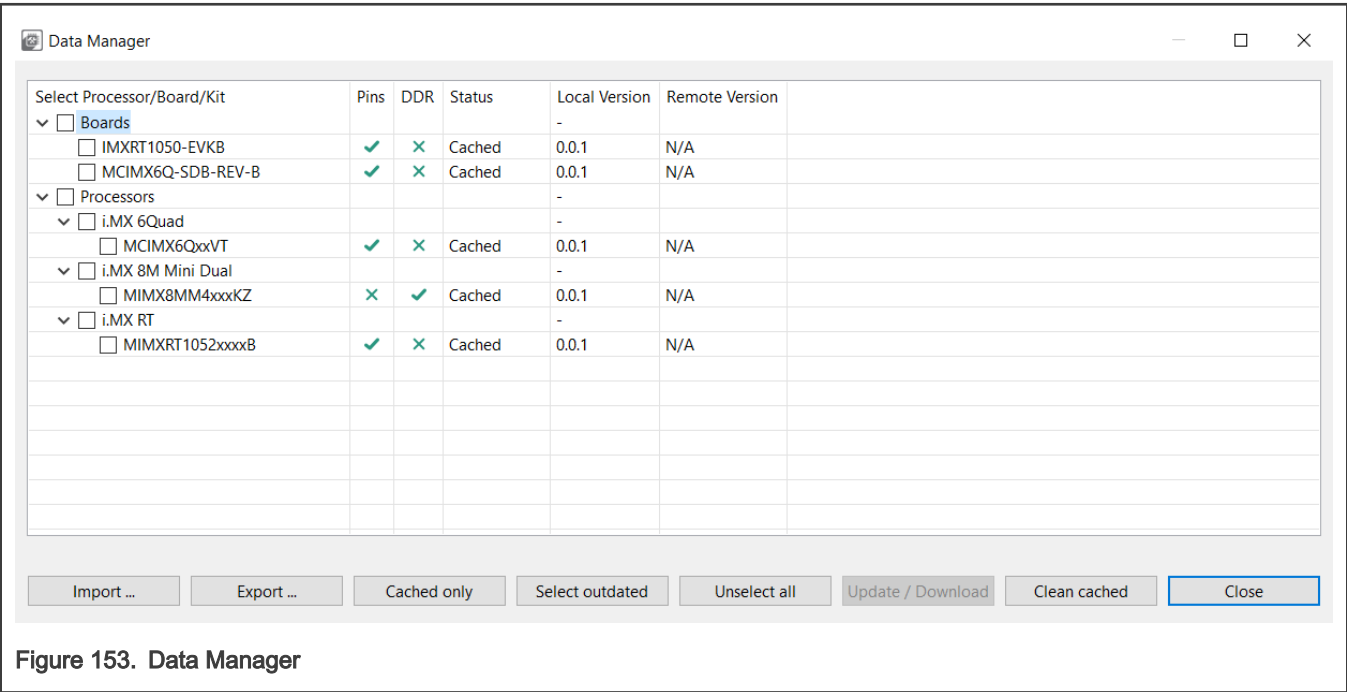 Data Manager
Select Processor/Board/Kit Pins DDR Status Local Version Remote Version
Boards -
IMXRT1050-EVKB Cached 0.0.1 N/A
MCIMX6Q-SDB-REV-B Cached 0.0.1 N/A
Processors -
i.MX 6Quad -
MCIMX6QxxVT Cached 0.0.1 N/A
i.MX 8M Mini Dual -
MIMX8MM4xxxKZ Cached 0.0.1 N/A
i.MX RT -
MIMXRT1052xxxxB Cached 0.0.1 N/A
Import ... Export ... Cached only Select outdated Unselect all Update / Download Clean cached Close
Figure 153. Data Manager